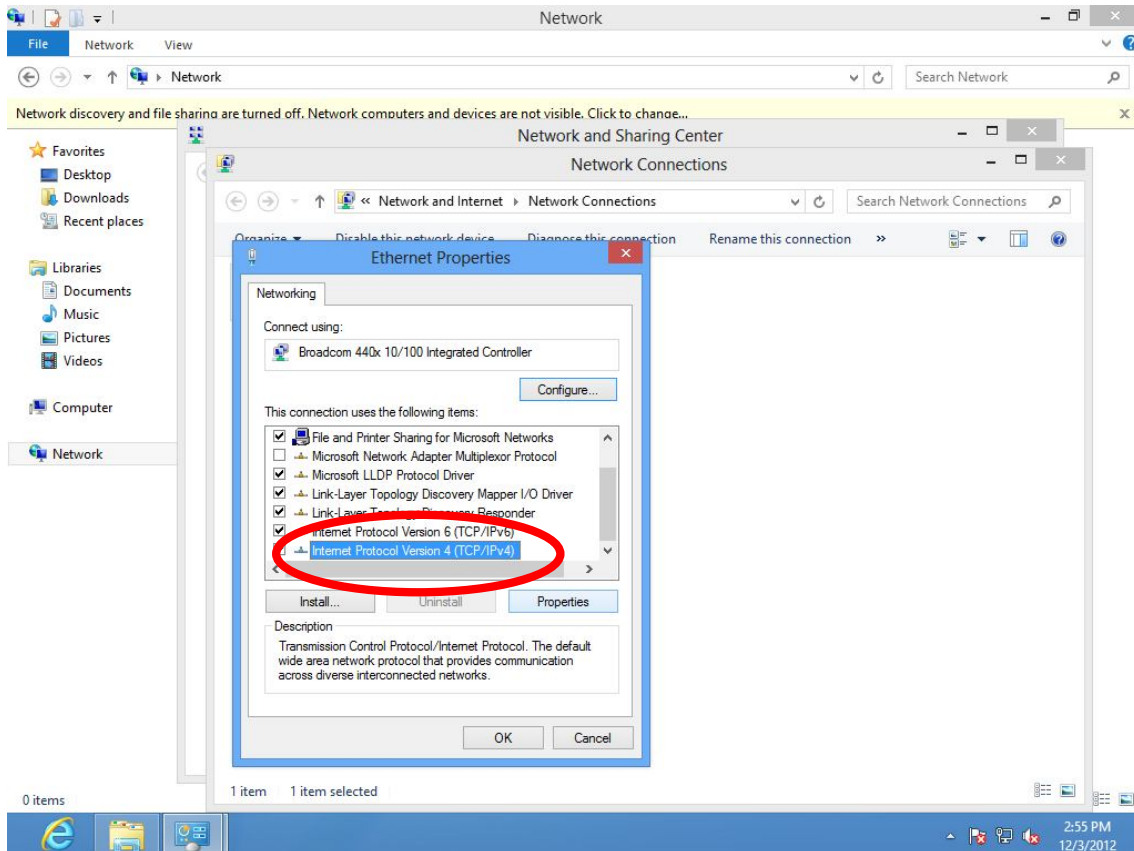 Network
File Network View
Network
Search Network
Network discovery and file sharing are turned off. Network computers and devices are not visible. Click to change...
Favorites
Desktop
Downloads
Recent places
Libraries
Documents
Music
Pictures
Videos
Computer
Network
0 items
Network and Sharing Center
Network Connections
« Network and Internet Network Connections
Search Network Connections
Organize Disable this network device Diagnose this connection Rename this connection »
Ethernet Properties
Networking
Connect using:
Broadcom 440x 10/100 Integrated Controller
Configure...
This connection uses the following items:
File and Printer Sharing for Microsoft Networks
Microsoft Network Adapter Multiplexor Protocol
Microsoft LLDP Protocol Driver
Link-Layer Topology Discovery Mapper I/O Driver
Link-Layer Topology Discovery Responder
Internet Protocol Version 6 (TCP/IPv6)
Internet Protocol Version 4 (TCP/IPv4)
Install... Uninstall Properties
Description
Transmission Control Protocol/Internet Protocol. The default
wide area network protocol that provides communication
across diverse interconnected networks.
OK Cancel
1 item 1 item selected
2:55 PM
12/3/2012